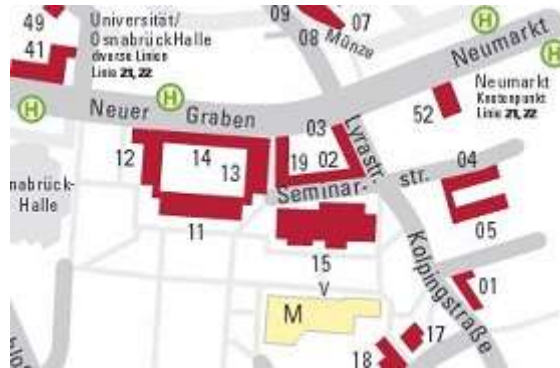 49
Universität/
OsnabrückHalle
diverse Linien
Linie 21, 22
41
09
07
08
Münze
H
Neumarkt
H
H
H
Neuer Graben
52
Neumarkt
Knotenpunkt
Linie 21, 22
03
Lyrastr.
12
14
13
19
02
04
Seminar- str.
nabrück-
Halle
11
15
05
V
M
Kolpingstraße
01
17
18